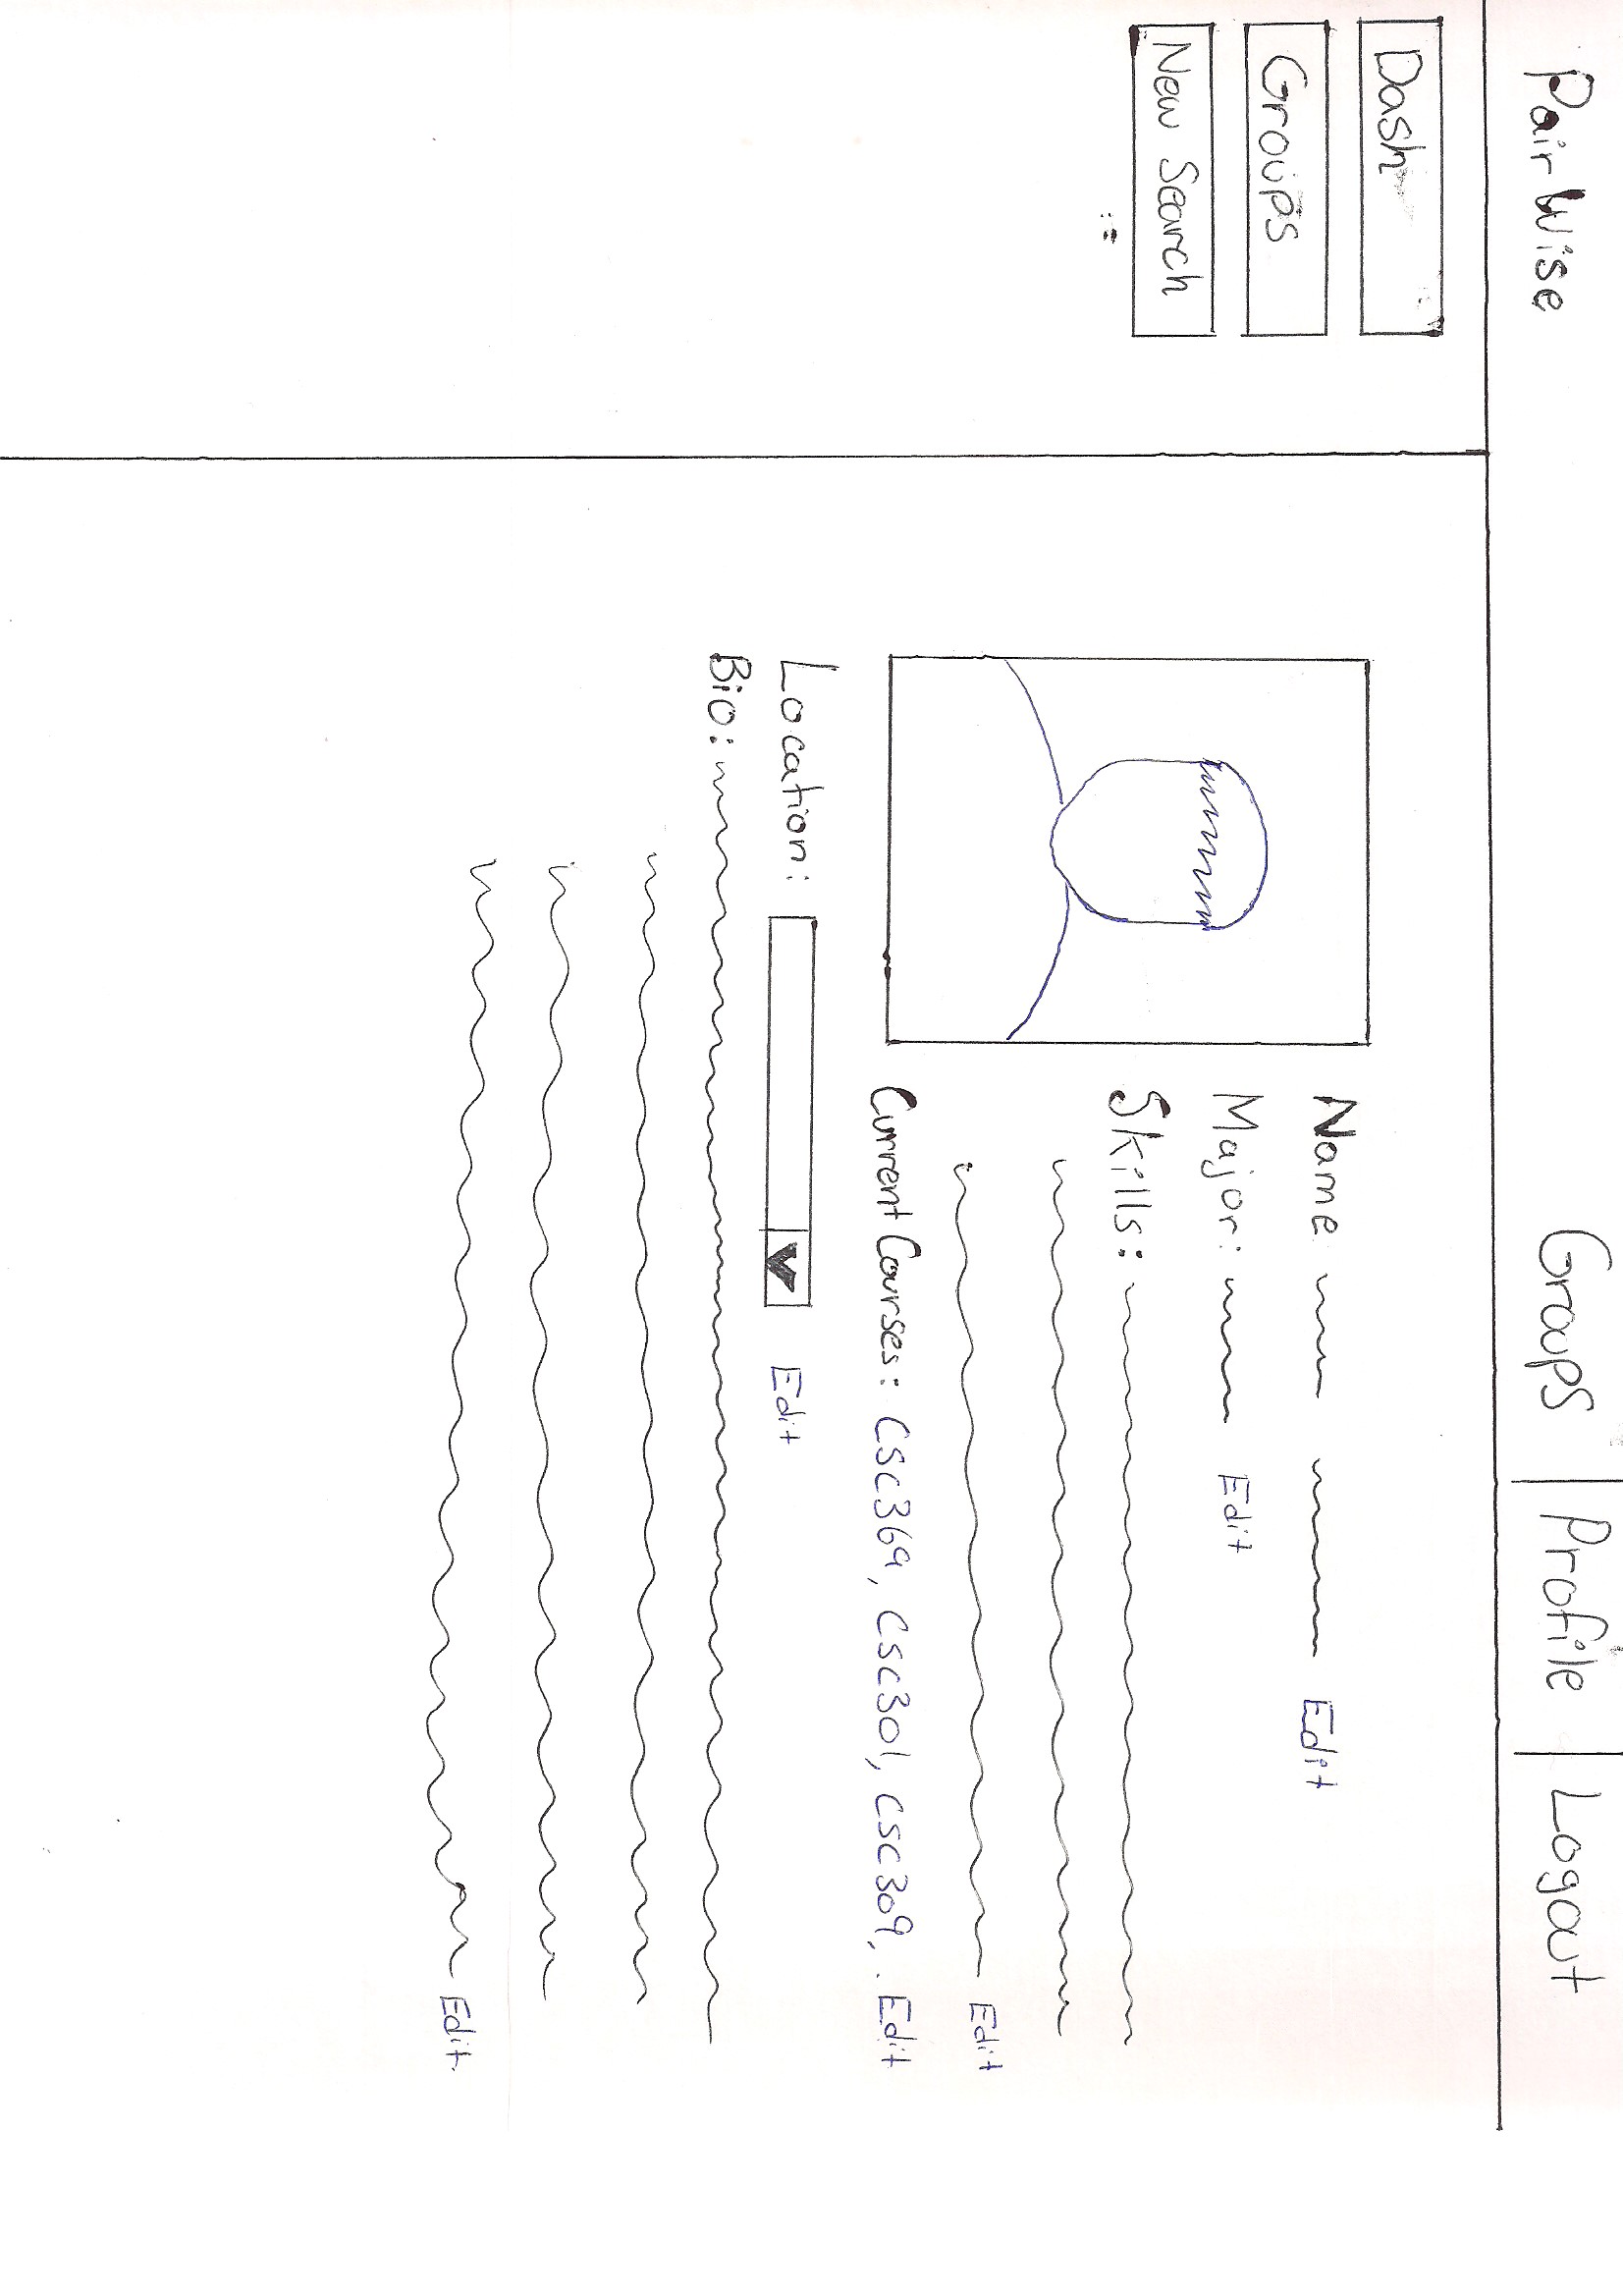 PairWise
Groups | Profile | Logout
Dash
Groups
New Search
Name Edit
Major: Edit
Skills:
Edit
Current Courses: CSC369, CSC301, CSC309, . Edit
Location: Edit
Bio:
Edit.